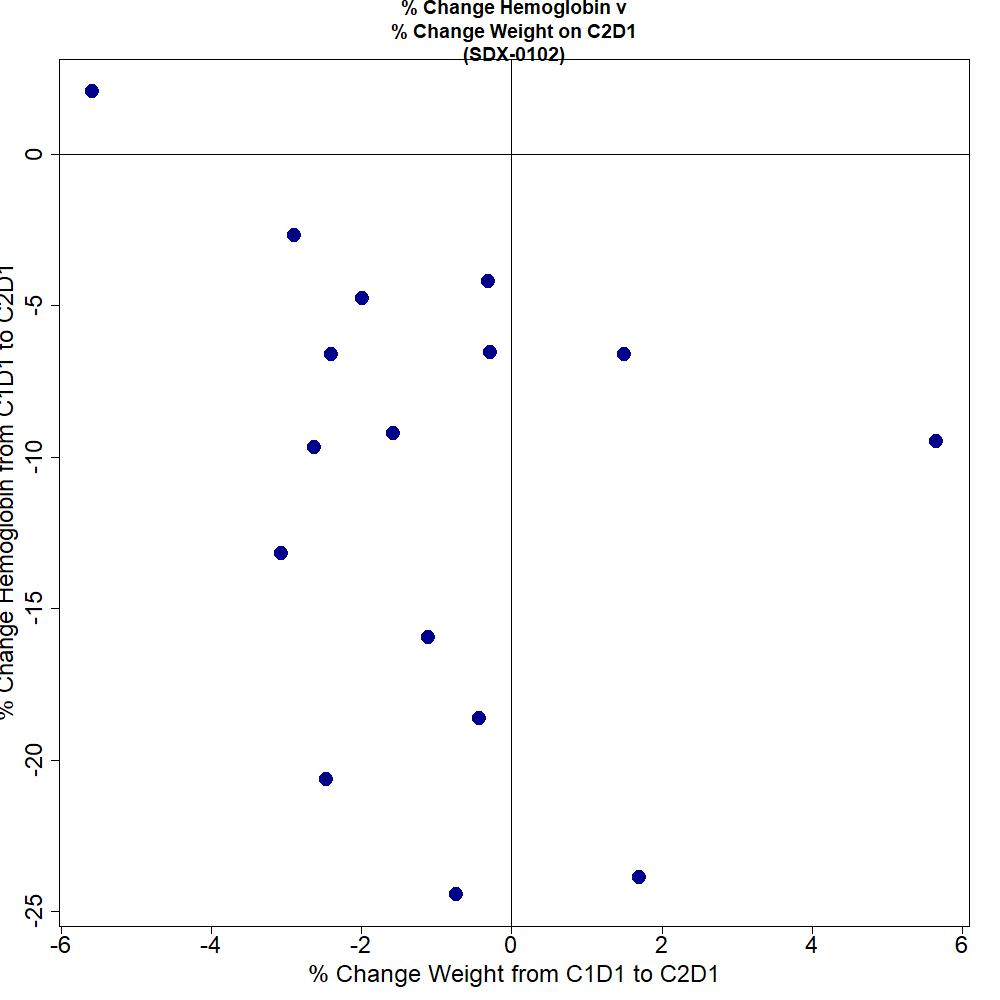 % Change Hemoglobin v
% Change Weight on C2D1
(SDX-0102)
% Change Hemoglobin from C1D1 to C2D1
0
-5
-10
-15
-20
-25
-6
-4
-2
0
2
4
6
% Change Weight from C1D1 to C2D1